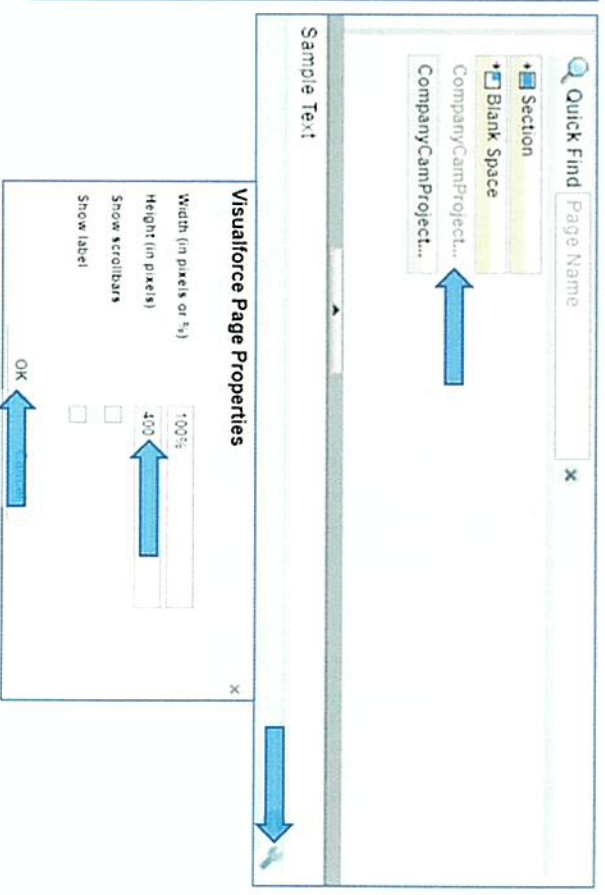 Quick Find Page Name
Section
Blank Space
CompanyCamProject...
CompanyCamProject...
Sample Text
Visualforce Page Properties
Width (in pixels or %) 100%
Height (in pixels) 400
Show scrollbars
Show label
OK Cancel